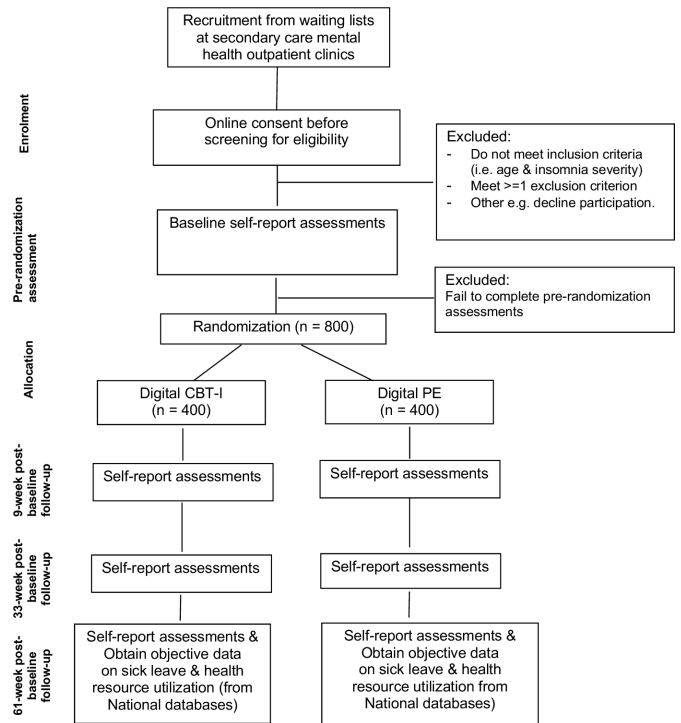 Recruitment from waiting lists
at secondary care mental
health outpatient clinics
Enrolment
Online consent before
screening for eligibility
Excluded:
- Do not meet inclusion criteria
(i.e. age & insomnia severity)
- Meet >=1 exclusion criterion
- Other e.g. decline participation.
Pre-randomization
assessment
Baseline self-report assessments
Excluded:
Fail to complete pre-randomization
assessments
Randomization (n = 800)
Allocation
Digital CBT-I
(n = 400)
Digital PE
(n = 400)
9-week post-
baseline
follow-up
Self-report assessments
Self-report assessments
33-week post-
baseline
follow-up
Self-report assessments
Self-report assessments
61-week post-
baseline
follow-up
Self-report assessments &
Obtain objective data
on sick leave & health
resource utilization (from
National databases)
Self-report assessments &
Obtain objective data
on sick leave & health
resource utilization from
National databases)